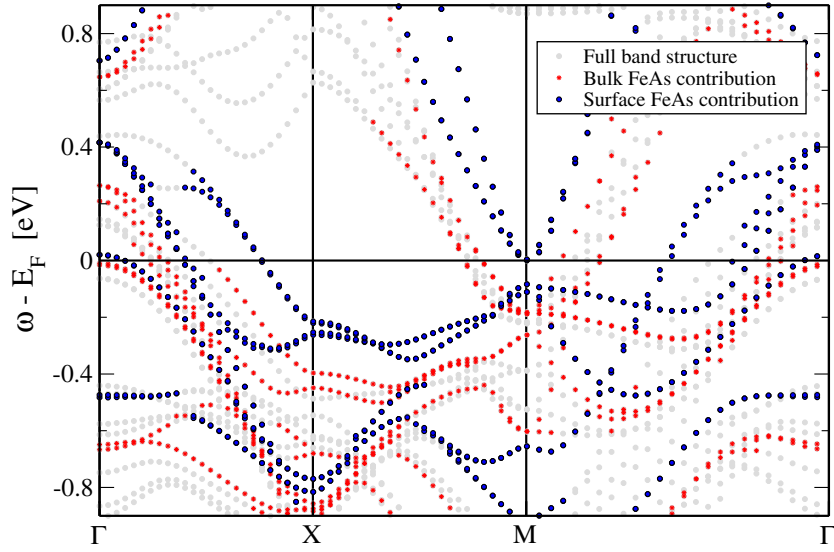 Full band structure
Bulk FeAs contribution
Surface FeAs contribution
0.8
0.4
0
-0.4
-0.8
ω - E_F [eV]
Γ X M Γ